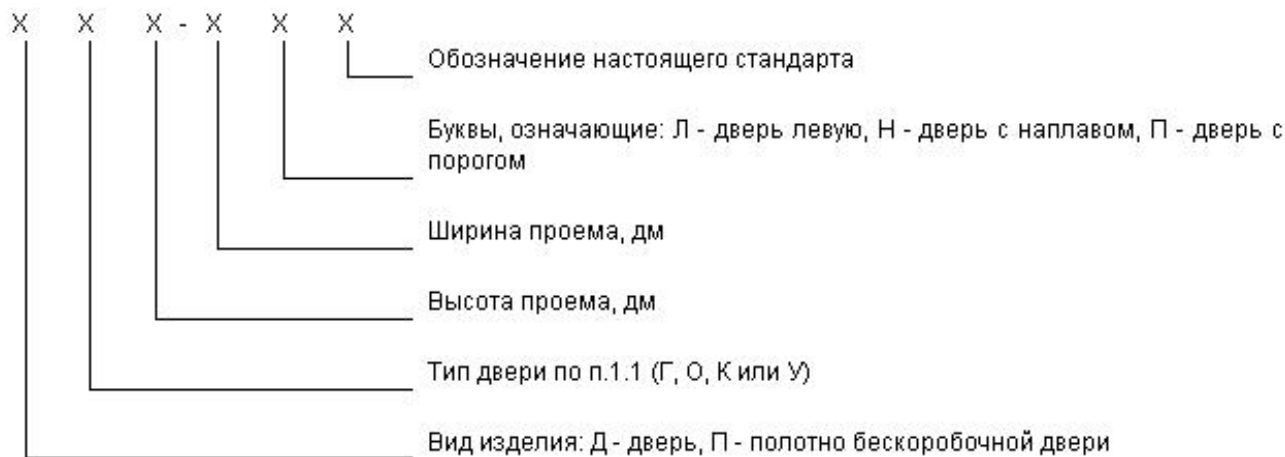 Х Х Х - Х Х Х
Обозначение настоящего стандарта
Буквы, означающие: Л - дверь левую, Н - дверь с наплавом, П - дверь с
порогом
Ширина проема, дм
Высота проема, дм
Тип двери по п.1.1 (Г, О, К или У)
Вид изделия: Д - дверь, П - полотно бескоробочной двери